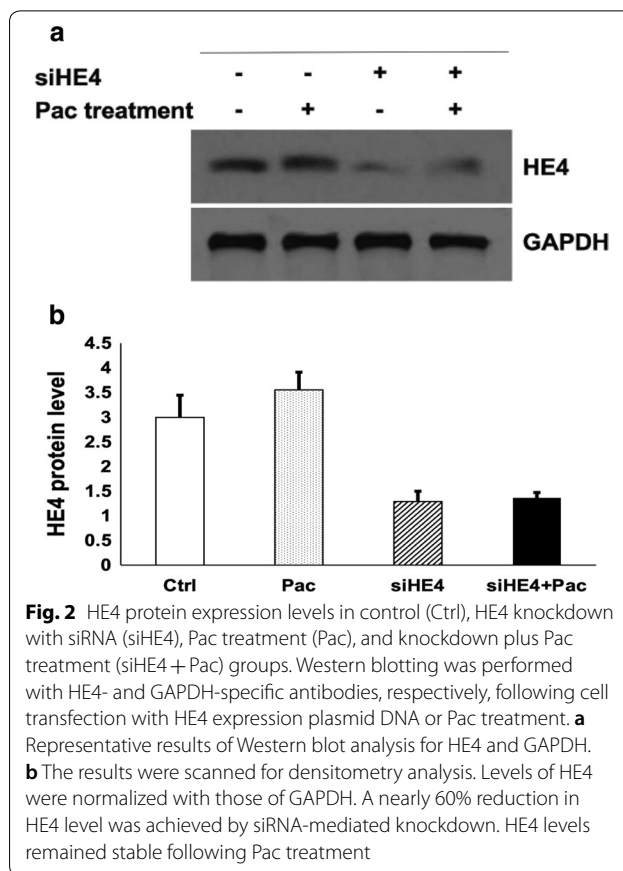 a
siHE4 - - + +
Pac treatment - + - +
HE4
GAPDH
b
4.5
4
3.5
3
2.5
2
1.5
1
0.5
0
HE4 protein level
Ctrl Pac siHE4 siHE4+Pac
Fig. 2 HE4 protein expression levels in control (Ctrl), HE4 knockdown
with siRNA (siHE4), Pac treatment (Pac), and knockdown plus Pac
treatment (siHE4 + Pac) groups. Western blotting was performed
with HE4- and GAPDH-specific antibodies, respectively, following cell
transfection with HE4 expression plasmid DNA or Pac treatment. a
Representative results of Western blot analysis for HE4 and GAPDH.
b The results were scanned for densitometry analysis. Levels of HE4
were normalized with those of GAPDH. A nearly 60% reduction in
HE4 level was achieved by siRNA-mediated knockdown. HE4 levels
remained stable following Pac treatment